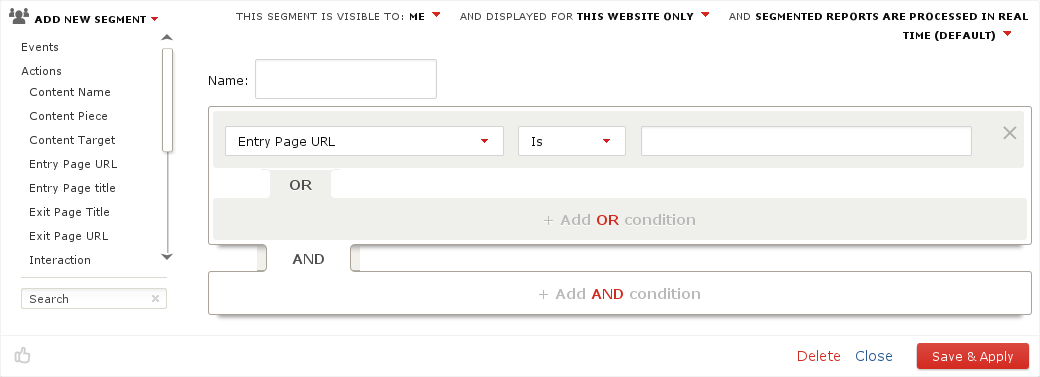 ADD NEW SEGMENT
THIS SEGMENT IS VISIBLE TO: ME AND DISPLAYED FOR THIS WEBSITE ONLY AND SEGMENTED REPORTS ARE PROCESSED IN REAL
TIME (DEFAULT)
Events
Actions
Content Name
Content Piece
Content Target
Entry Page URL
Entry Page title
Exit Page Title
Exit Page URL
Interaction
Search
Name:
Entry Page URL Is
OR
+ Add OR condition
AND
+ Add AND condition
Delete Close Save & Apply